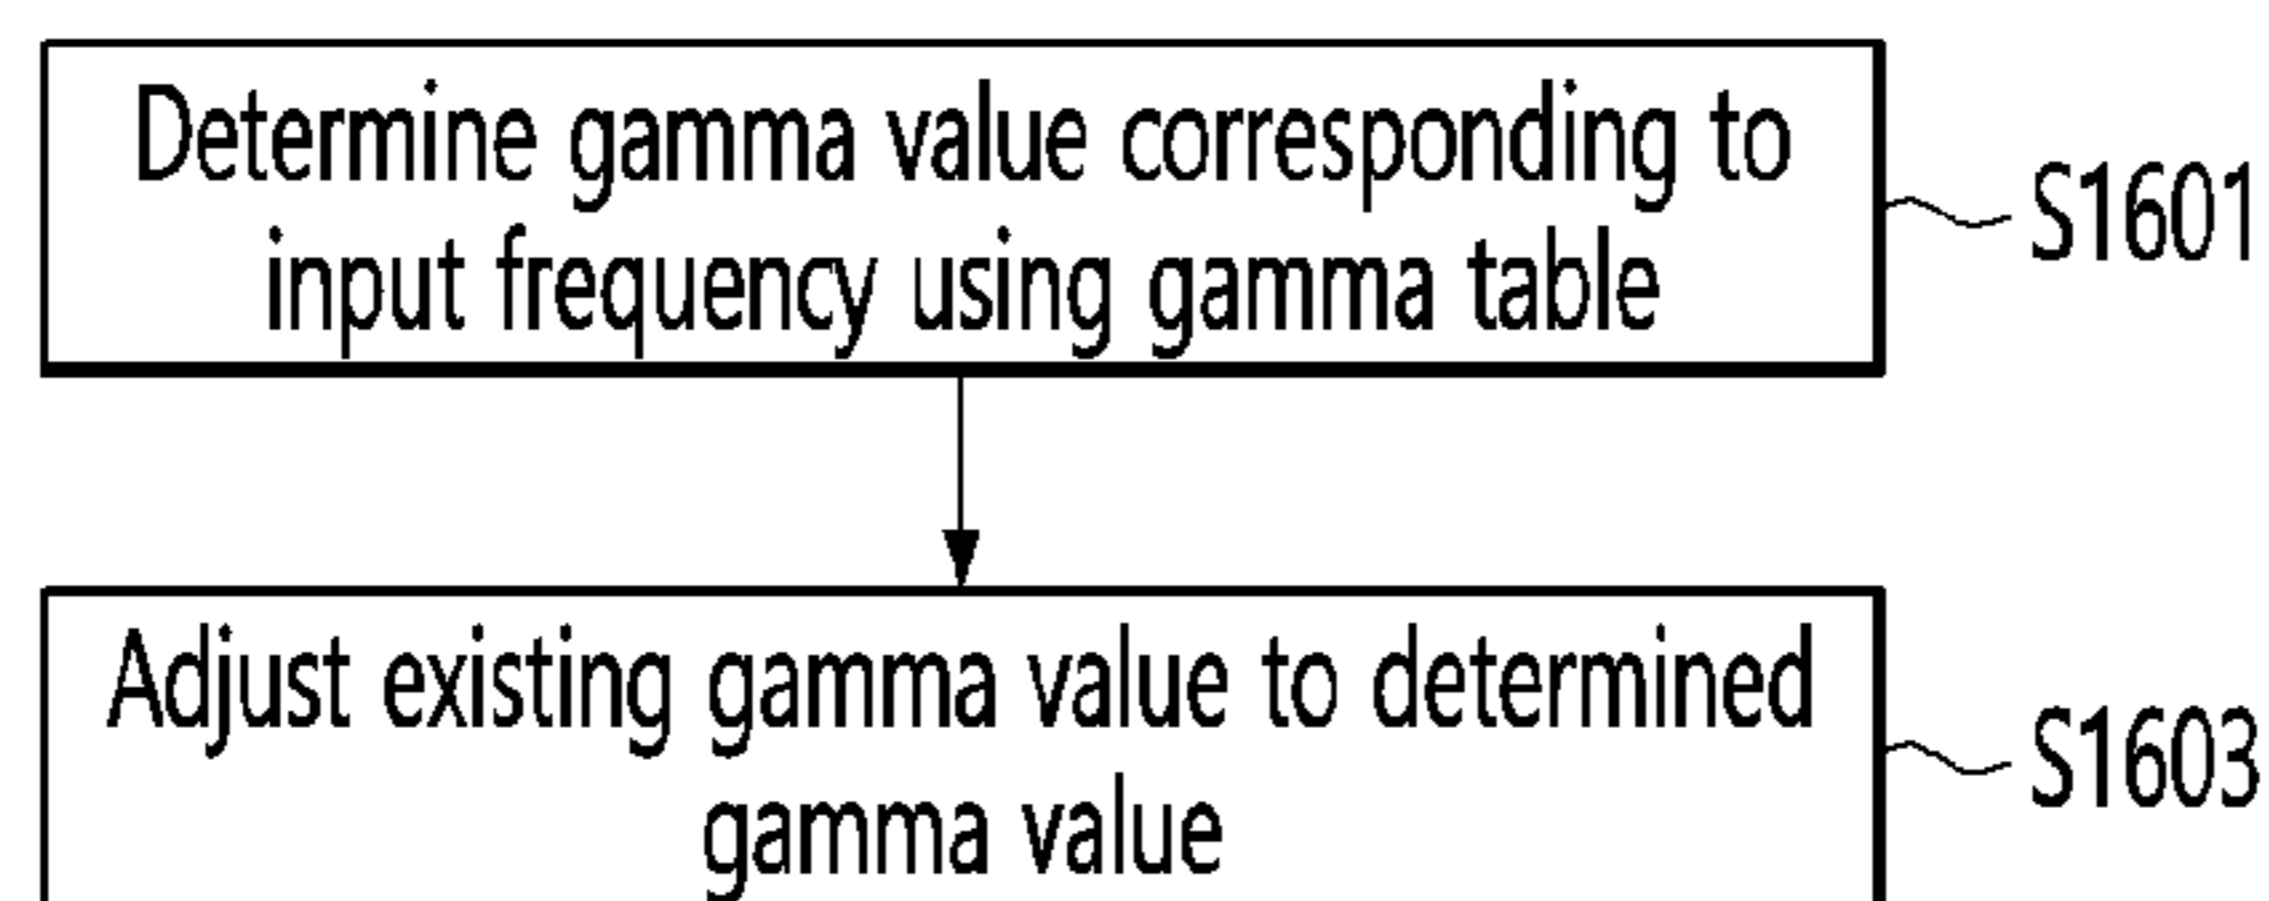 Determine gamma value corresponding to
input frequency using gamma table
S1601
Adjust existing gamma value to determined
gamma value
S1603